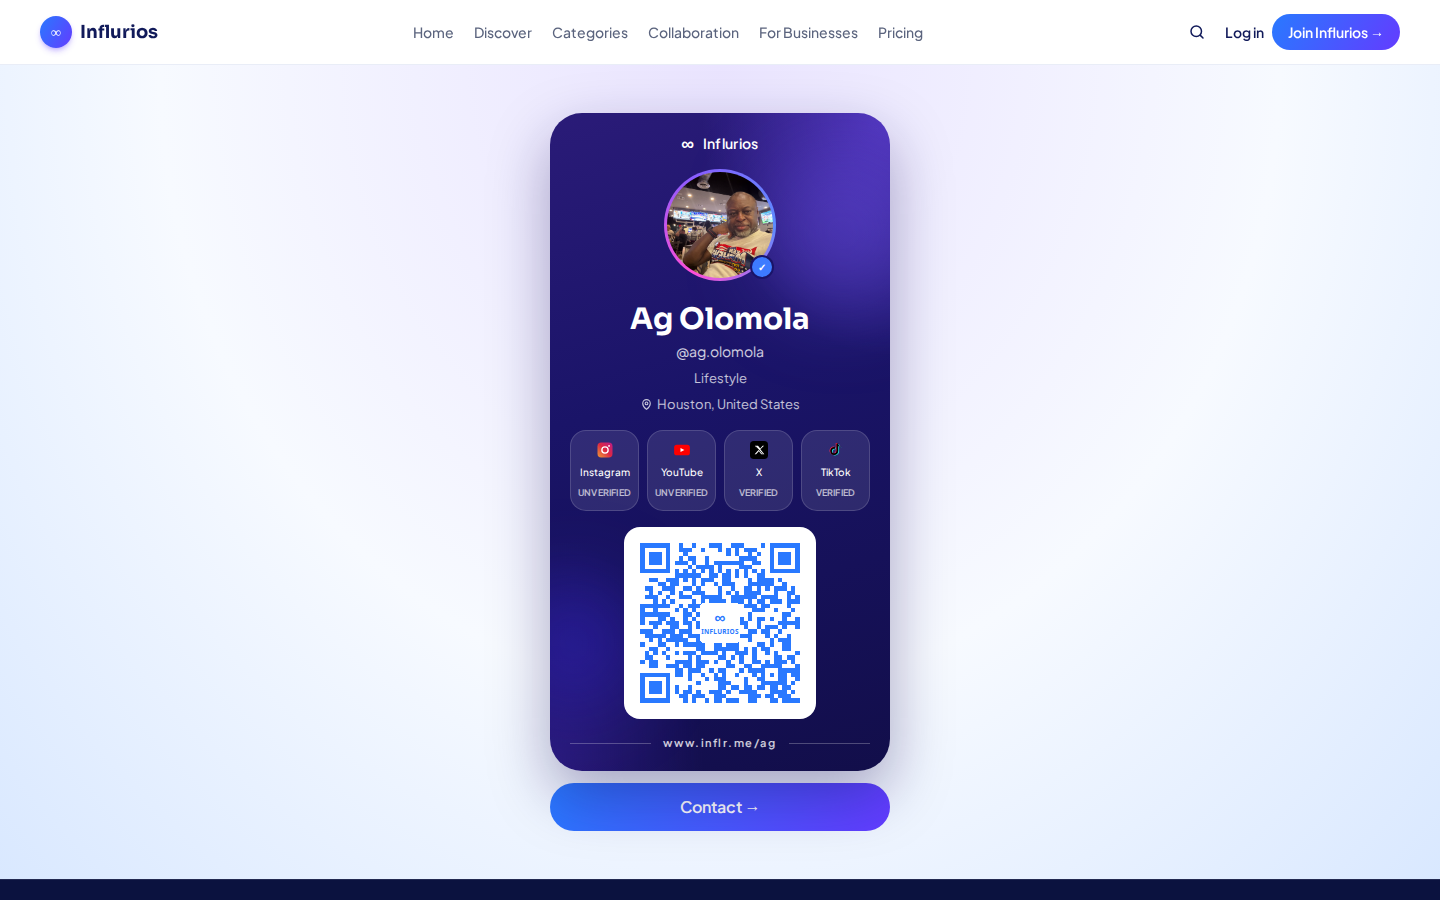 ∞ Influrios
Home Discover Categories Collaboration For Businesses Pricing
Log in
Join Influrios →
∞ Influrios
✓
Ag Olomola
@ag.olomola
Lifestyle
Houston, United States
Instagram YouTube X TikTok
UNVERIFIED UNVERIFIED VERIFIED VERIFIED
∞
INFLURIOS
www.inflr.me/ag
Contact →